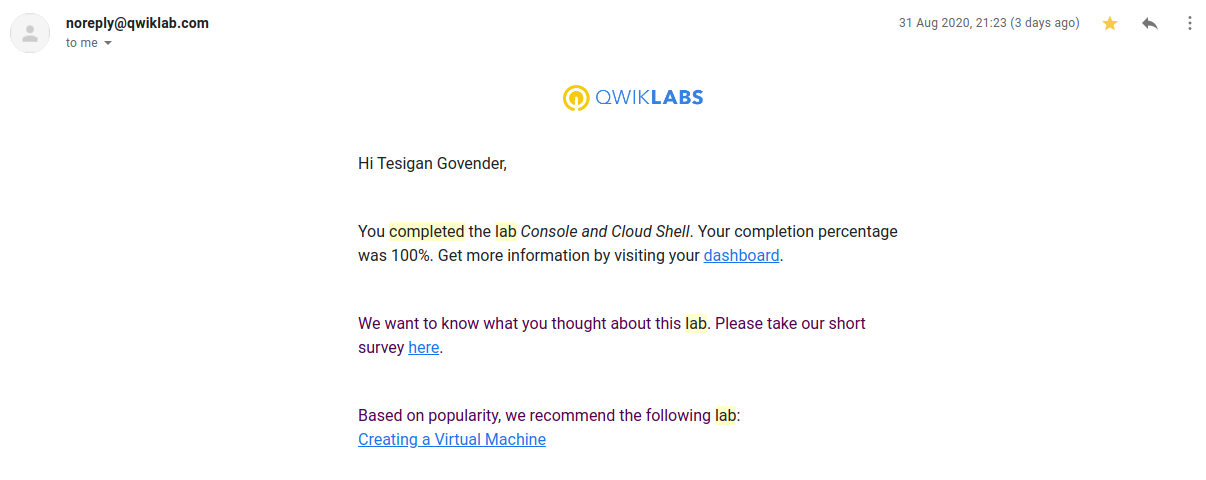 noreply@qwiklab.com
31 Aug 2020, 21:23 (3 days ago)
to me
QWIKLABS
Hi Tesigan Govender,
You completed the lab Console and Cloud Shell. Your completion percentage
was 100%. Get more information by visiting your dashboard.
We want to know what you thought about this lab. Please take our short
survey here.
Based on popularity, we recommend the following lab:
Creating a Virtual Machine